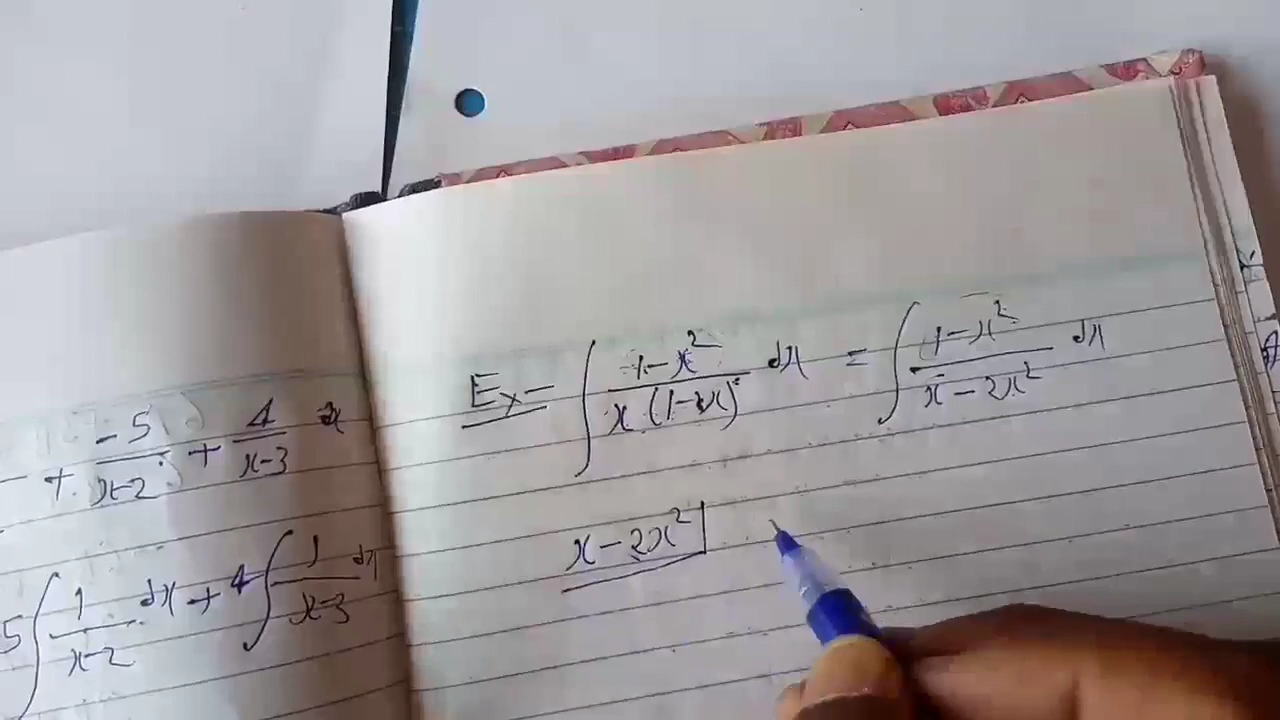 + -5/(x-2) + 4/(x-3)
5∫ 1/(x-2) dx + 4∫ 1/(x-3) dx
Ex- ∫ (1-x²)/(x(1-2x)) dx = ∫ (1-x²)/(x-2x²) dx
x-2x²